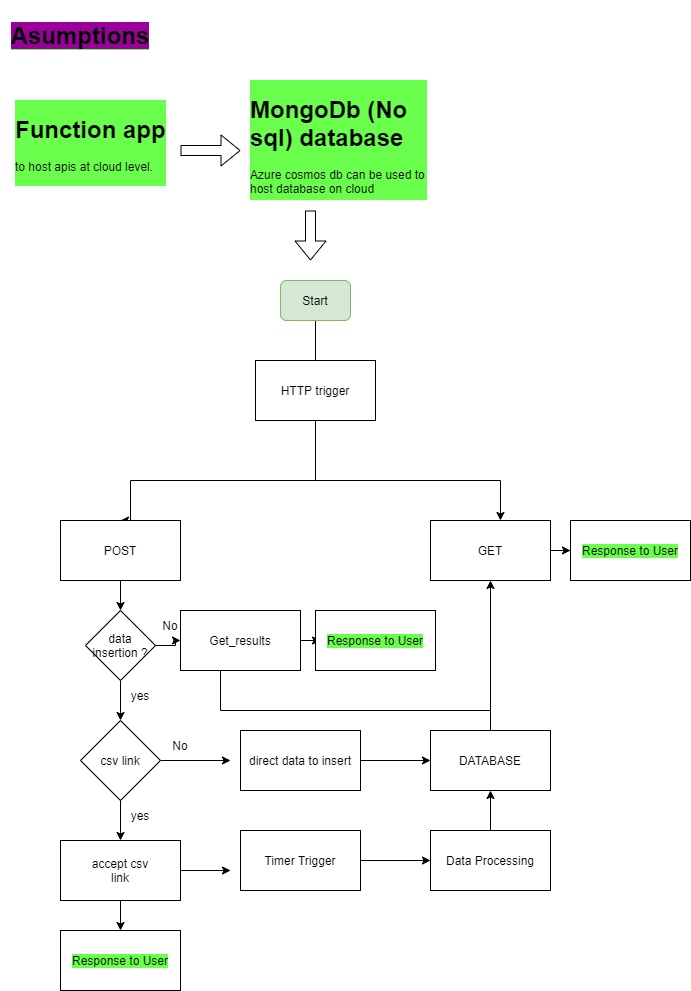 Asumptions
Function app
to host apis at cloud level.
MongoDb (No
sql) database
Azure cosmos db can be used to
host database on cloud
Start
HTTP trigger
POST
GET
Response to User
data
insertion ?
No
Get_results
Response to User
yes
csv link
No
direct data to insert
DATABASE
yes
accept csv
link
Timer Trigger
Data Processing
Response to User